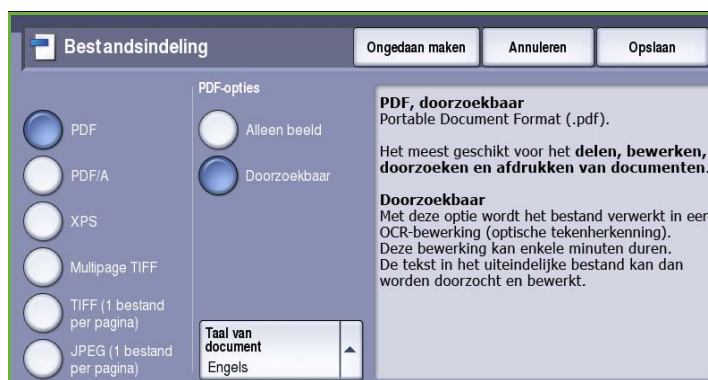 Bestandsindeling
Ongedaan maken
Annuleren
Opslaan
PDF
PDF/A
XPS
Multipage TIFF
TIFF (1 bestand
per pagina)
JPEG (1 bestand
per pagina)
PDF-opties
Alleen beeld
Doorzoekbaar
Taal van
document
Engels
PDF, doorzoekbaar
Portable Document Format (.pdf).
Het meest geschikt voor het delen, bewerken,
doorzoeken en afdrukken van documenten.
Doorzoekbaar
Met deze optie wordt het bestand verwerkt in een
OCR-bewerking (optische tekenherkenning).
Deze bewerking kan enkele minuten duren.
De tekst in het uiteindelijke bestand kan dan
worden doorzocht en bewerkt.